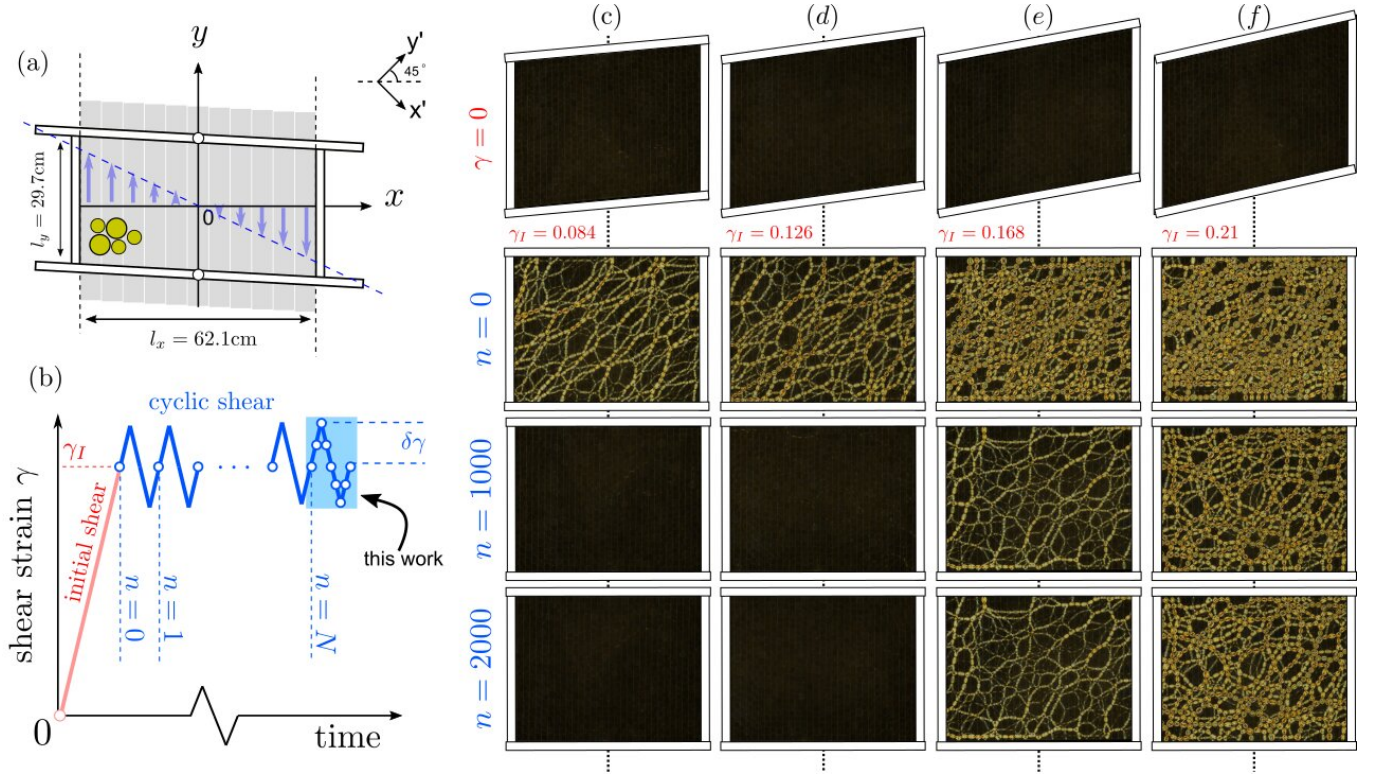 (a)
y
y'
45°
x'
l_y = 29.7cm
x
0
l_x = 62.1cm
(b)
cyclic shear
γ_I
δγ
shear strain γ
initial shear
this work
n = 0
n = 1
n = N
0
time
(c)
(d)
(e)
(f)
γ = 0
γ_I = 0.084
γ_I = 0.126
γ_I = 0.168
γ_I = 0.21
n = 0
n = 1000
n = 2000